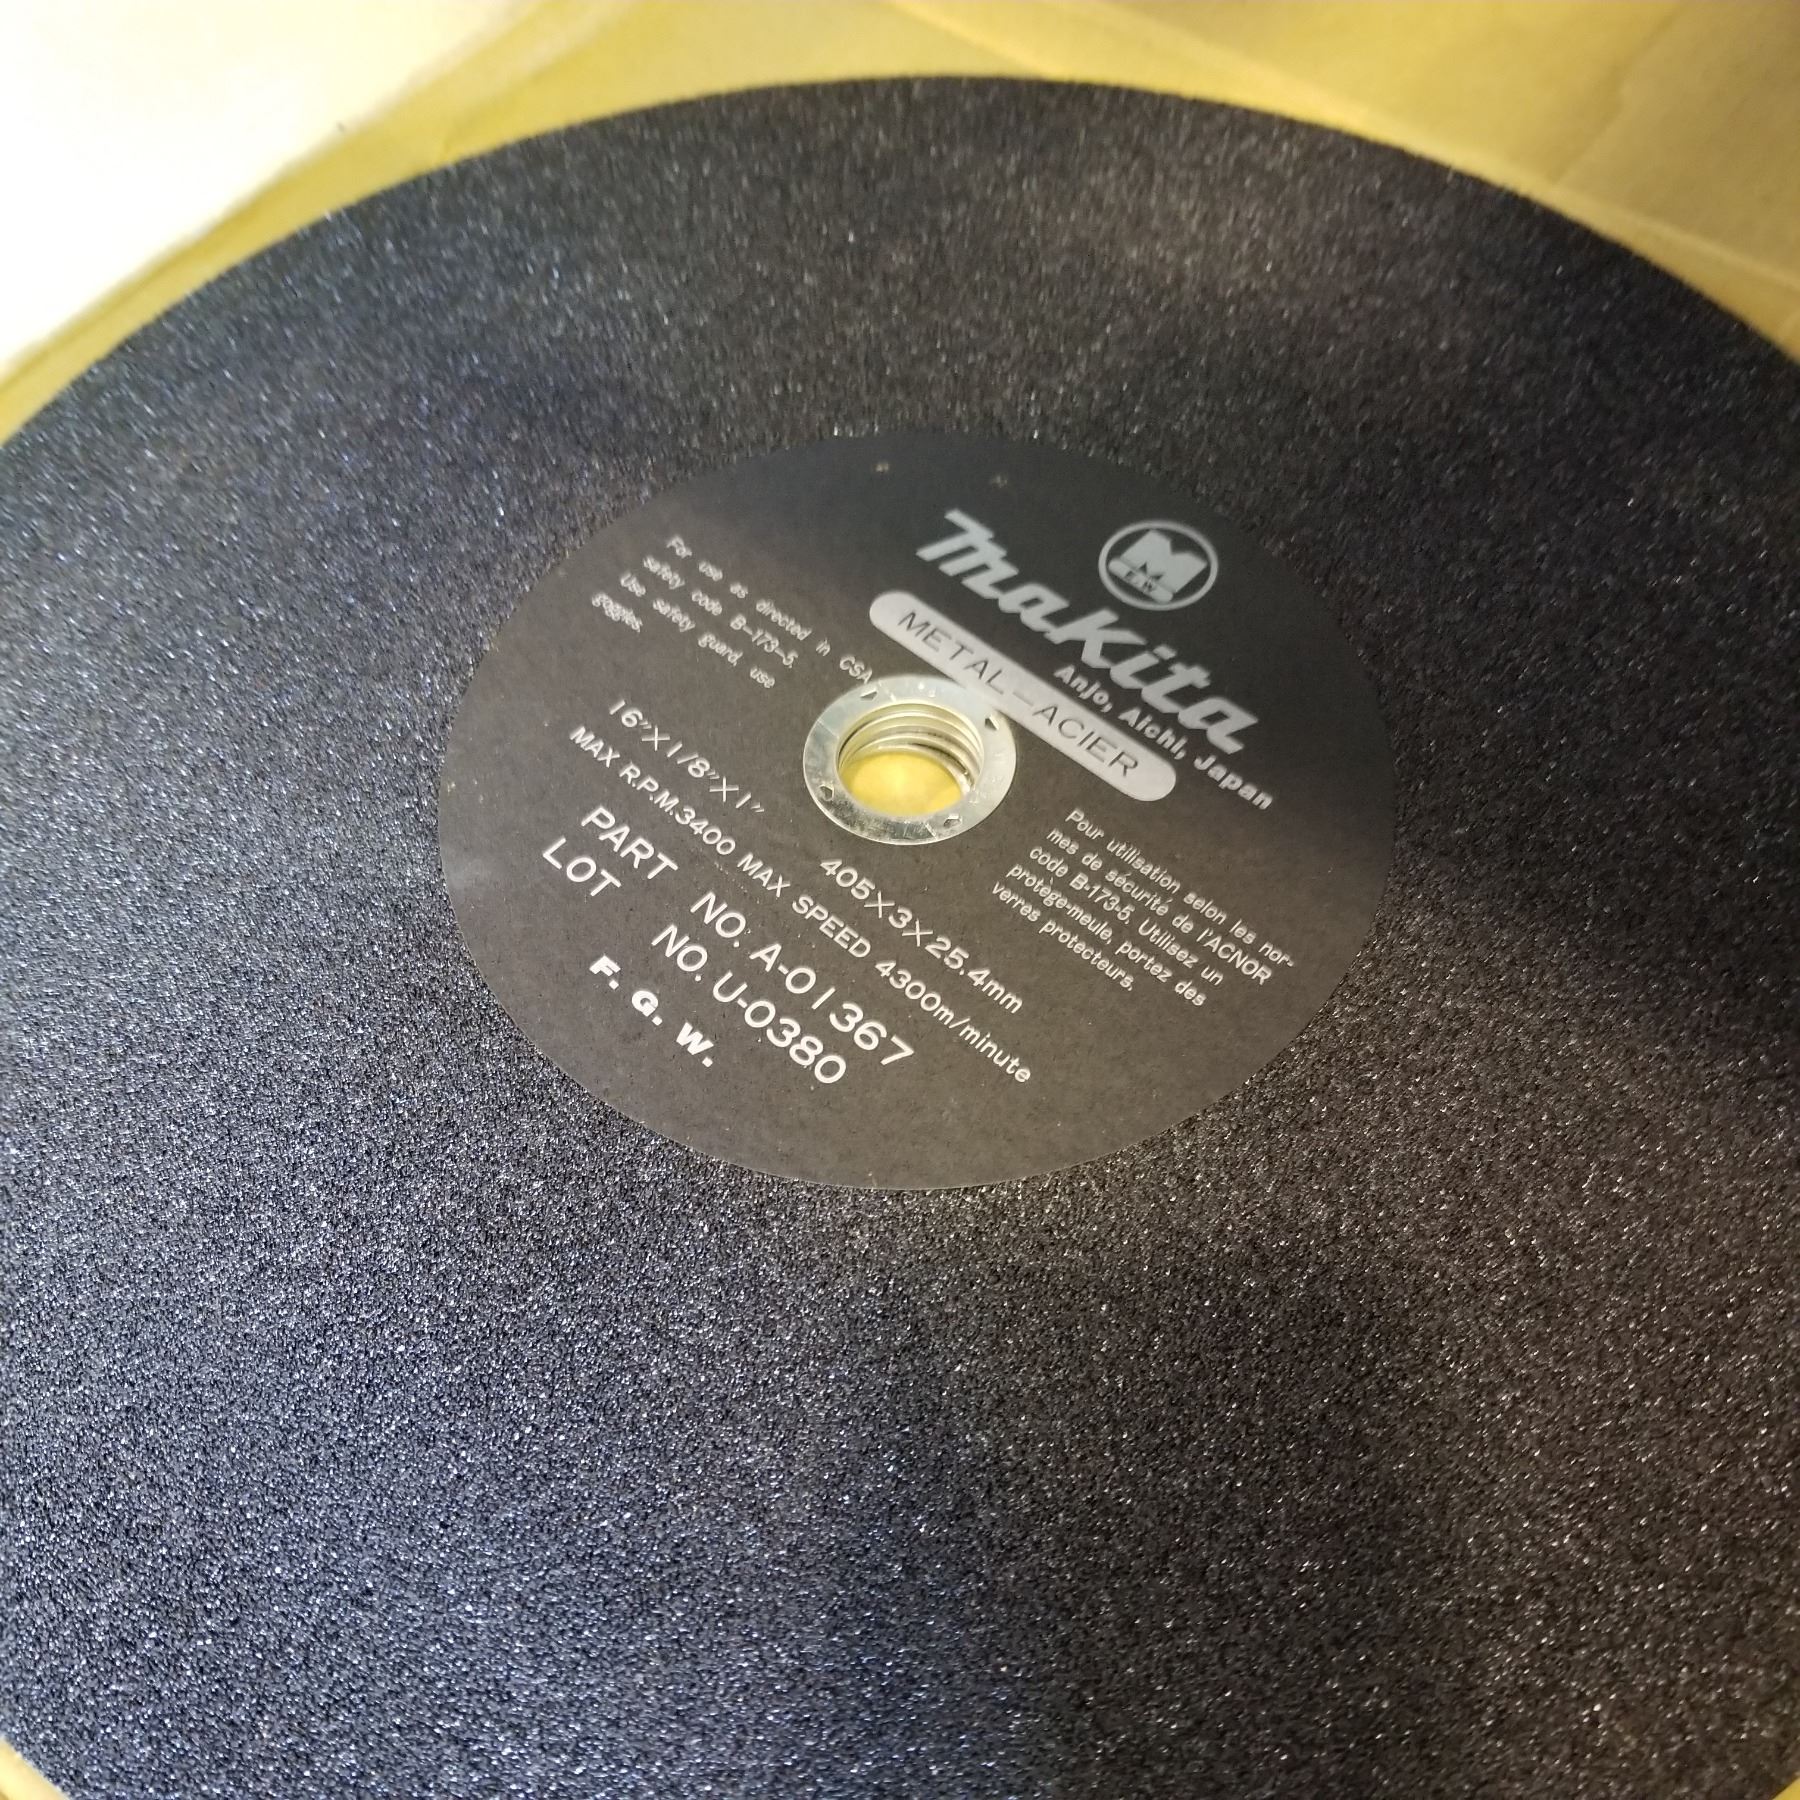 M
F.G.W
makita
Anjo, Aichi, Japan
METAL—ACIER
For use as directed in CSA
safety code B–173–5.
Use safety guard, use
goggles.
Pour utilisation selon les nor-
mes de sécurité de l'ACNOR
code B-173-5. Utilisez un
protège-meule, portez des
verres protecteurs.
16"X1/8"X1" 405X3X25.4mm
MAX R.P.M.3400 MAX SPEED 4300m/minute
PART NO. A-01367
LOT NO. U-0380
F. G. W.